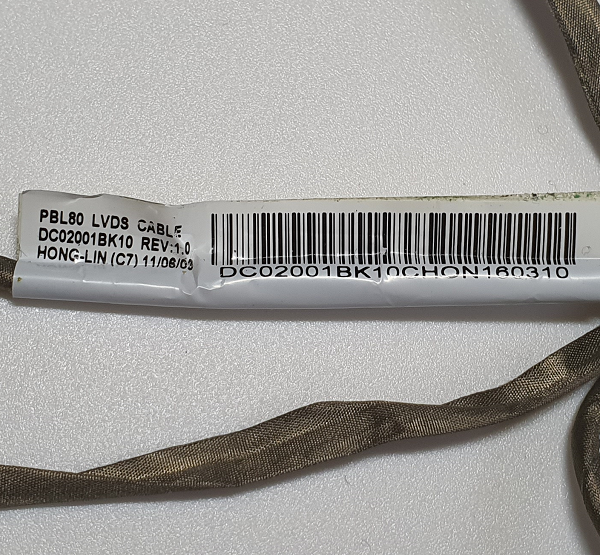 PBL80 LVDS CABLE
DC02001BK10 REV:1.0
HONG-LIN (C7) 11/06/03
DC02001BK10CHON160310